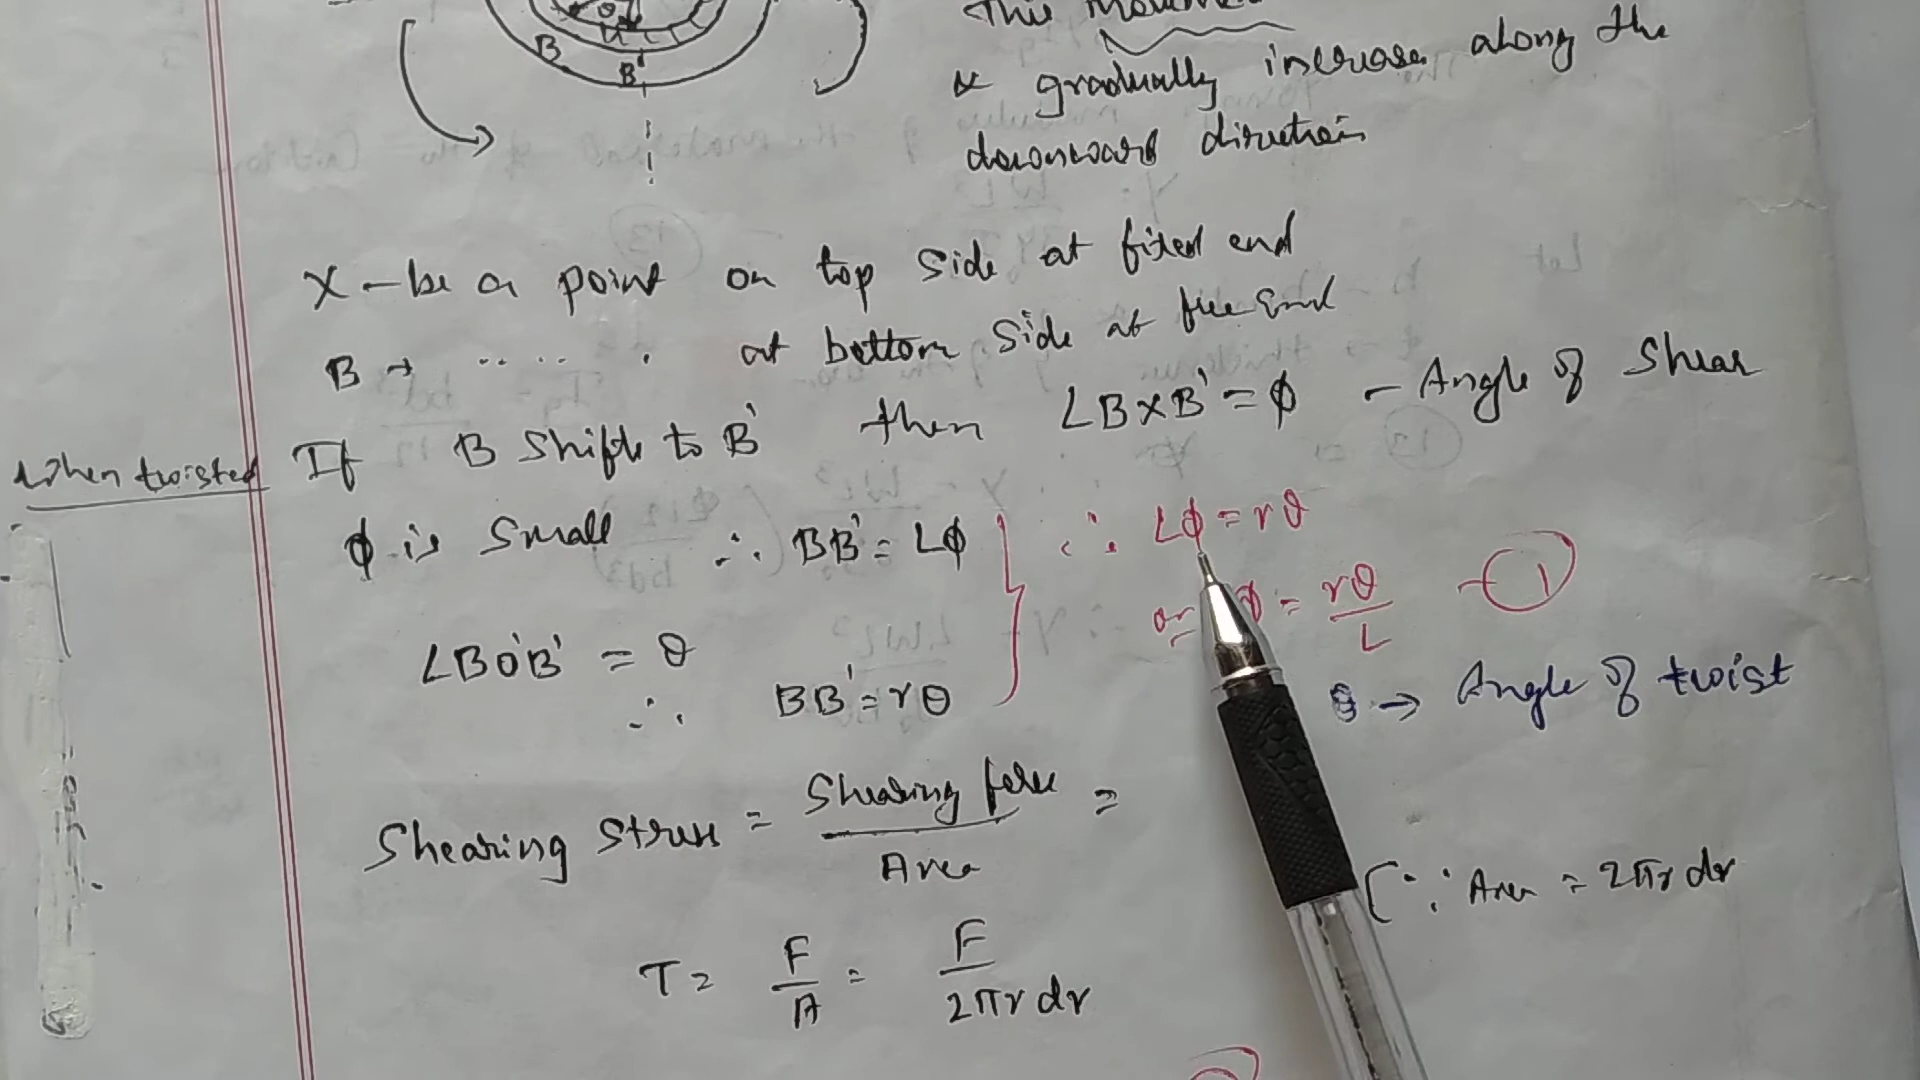 B
B'
This
& gradually increase along the
downward direction
X - be a point on top side at fixed end
B → ·· ·· · at bottom side at free end
when twisted
If B shifts to B' then ∠BXB' = φ - Angle of shear
φ is small ∴ BB' = Lφ ∴ Lφ = rθ
or φ = rθ/L - (1)
∠BO'B' = θ
∴ BB' = rθ
θ → Angle of twist
Shearing stress = Shearing force / Area =
[∵ Area = 2πr dr
T = F/A = F/2πr dr